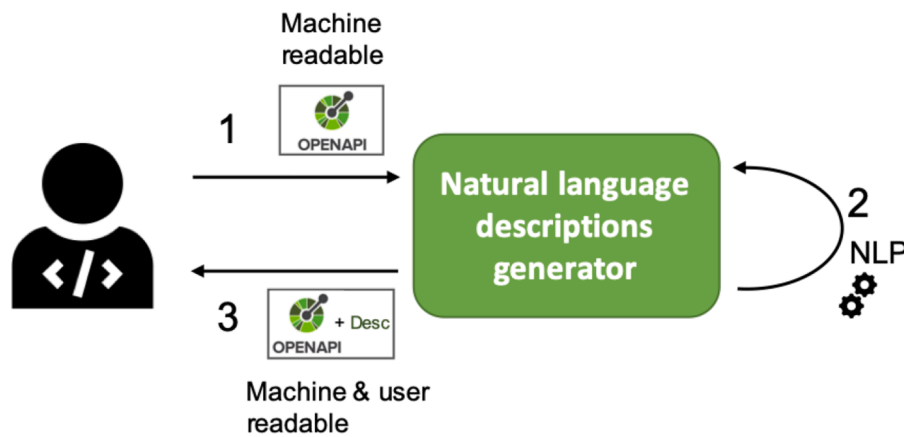 Machine
readable
1
OPENAPI
</>
Natural language
descriptions
generator
2
NLP
3
+ Desc
OPENAPI
Machine & user
readable